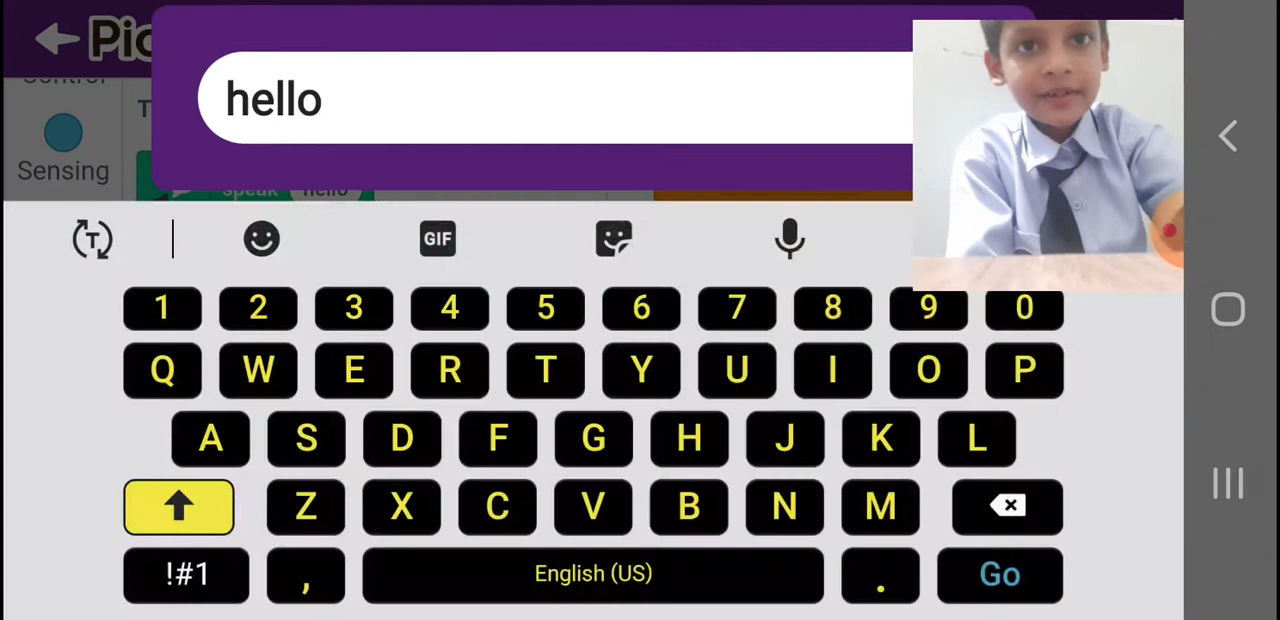 hello
Sensing
speak hello
GIF
1 2 3 4 5 6 7 8 9 0
Q W E R T Y U I O P
A S D F G H J K L
Z X C V B N M
!#1 , English (US) . Go